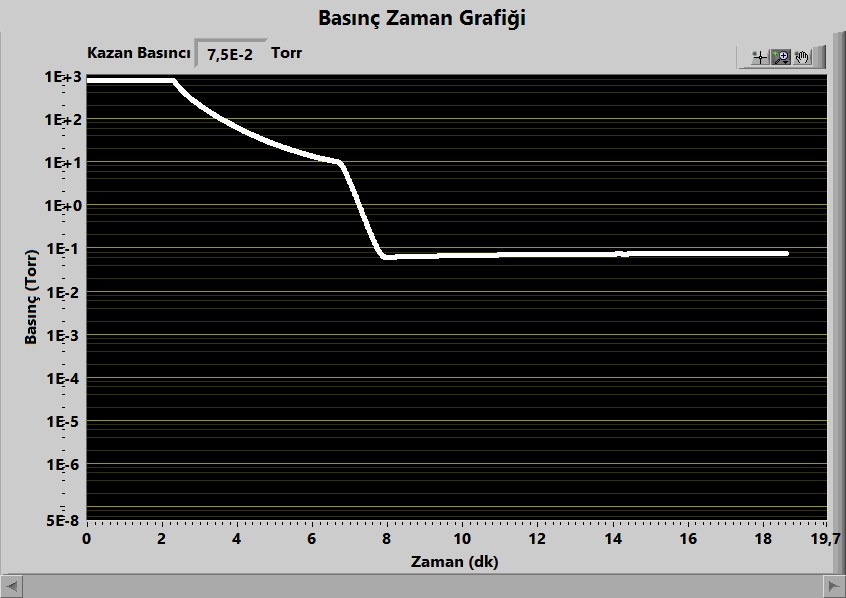 Basınç Zaman Grafiği
Kazan Basıncı 7,5E-2 Torr
1E+3
1E+2
1E+1
1E+0
1E-1
1E-2
1E-3
1E-4
1E-5
1E-6
5E-8
Basınç (Torr)
0 2 4 6 8 10 12 14 16 18 19,7
Zaman (dk)